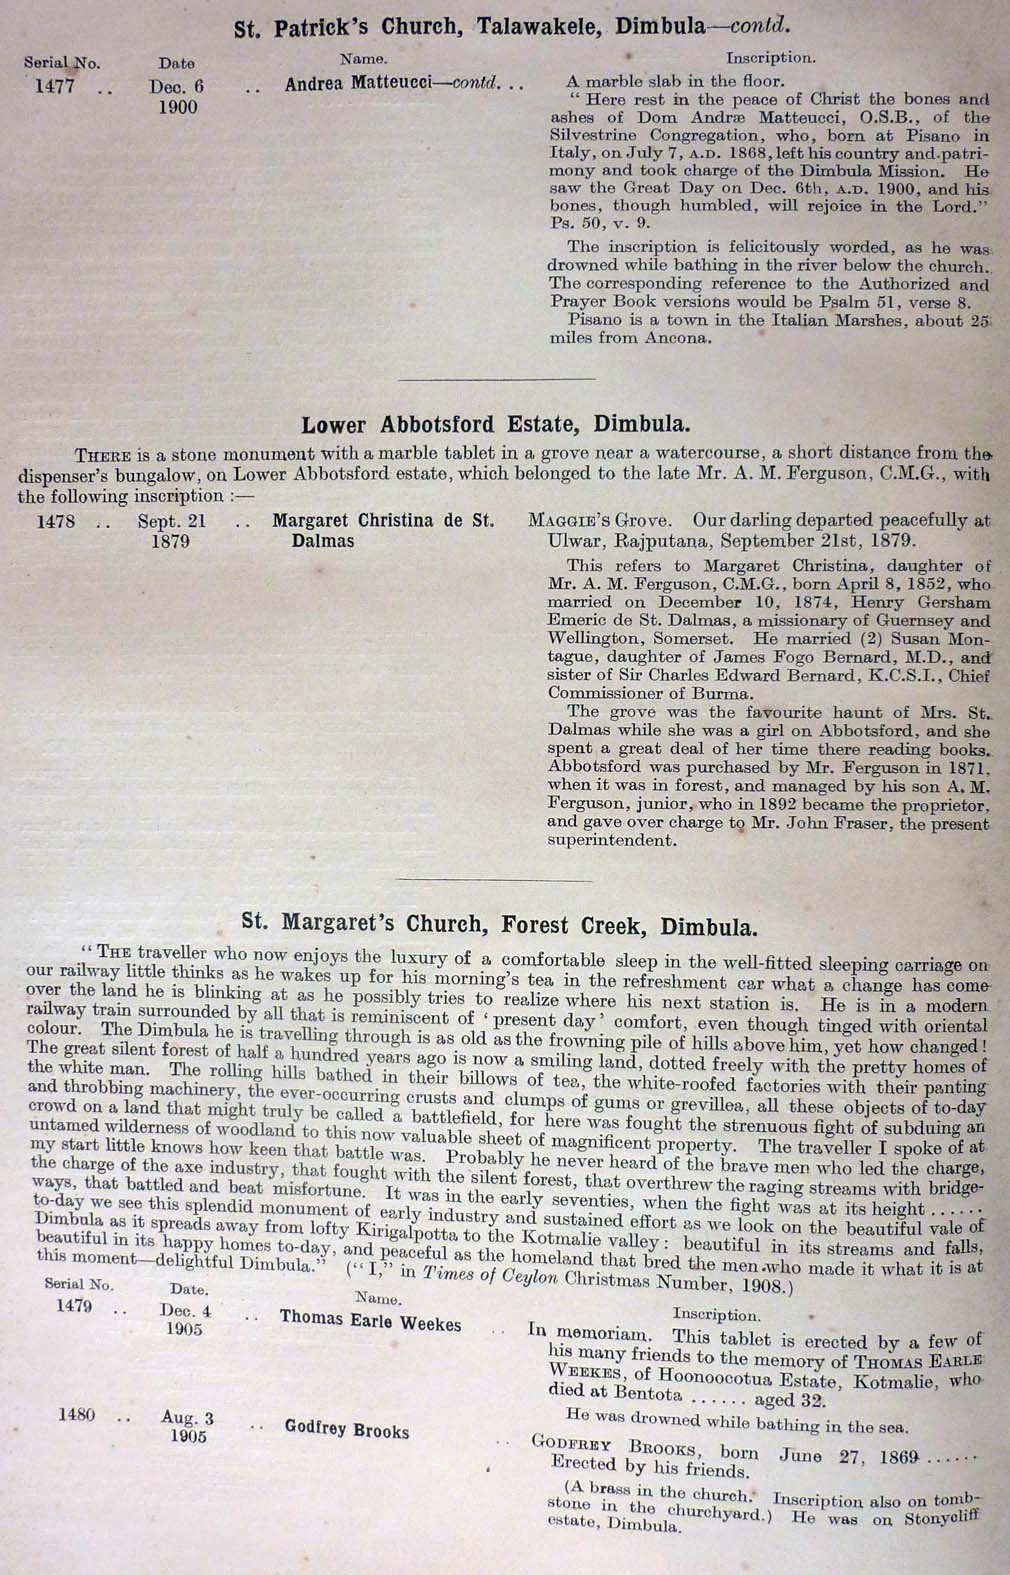 St. Patrick's Church, Talawakele, Dimbula—contd.
Serial No. Date Name. Inscription.
1477 .. Dec. 6 .. Andrea Matteucci—contd. .. A marble slab in the floor.
1900
“ Here rest in the peace of Christ the bones and
ashes of Dom Andræ Matteucci, O.S.B., of the
Silvestrine Congregation, who, born at Pisano in
Italy, on July 7, A.D. 1868, left his country and patri-
mony and took charge of the Dimbula Mission. He
saw the Great Day on Dec. 6th, A.D. 1900, and his
bones, though humbled, will rejoice in the Lord.”
Ps. 50, v. 9.
The inscription is felicitously worded, as he was
drowned while bathing in the river below the church.
The corresponding reference to the Authorized and
Prayer Book versions would be Psalm 51, verse 8.
Pisano is a town in the Italian Marshes, about 25
miles from Ancona.
Lower Abbotsford Estate, Dimbula.
THERE is a stone monument with a marble tablet in a grove near a watercourse, a short distance from the
dispenser's bungalow, on Lower Abbotsford estate, which belonged to the late Mr. A. M. Ferguson, C.M.G., with
the following inscription :—
1478 .. Sept. 21 .. Margaret Christina de St. MAGGIE'S Grove. Our darling departed peacefully at
1879 Dalmas Ulwar, Rajputana, September 21st, 1879.
This refers to Margaret Christina, daughter of
Mr. A. M. Ferguson, C.M.G., born April 8, 1852, who
married on December 10, 1874, Henry Gersham
Emeric de St. Dalmas, a missionary of Guernsey and
Wellington, Somerset. He married (2) Susan Mon-
tague, daughter of James Fogo Bernard, M.D., and
sister of Sir Charles Edward Bernard, K.C.S.I., Chief
Commissioner of Burma.
The grove was the favourite haunt of Mrs. St.
Dalmas while she was a girl on Abbotsford, and she
spent a great deal of her time there reading books.
Abbotsford was purchased by Mr. Ferguson in 1871,
when it was in forest, and managed by his son A. M.
Ferguson, junior, who in 1892 became the proprietor,
and gave over charge to Mr. John Fraser, the present
superintendent.
St. Margaret's Church, Forest Creek, Dimbula.
“ THE traveller who now enjoys the luxury of a comfortable sleep in the well-fitted sleeping carriage on
our railway little thinks as he wakes up for his morning's tea in the refreshment car what a change has come
over the land he is blinking at as he possibly tries to realize where his next station is. He is in a modern
railway train surrounded by all that is reminiscent of ‘ present day ’ comfort, even though tinged with oriental
colour. The Dimbula he is travelling through is as old as the frowning pile of hills above him, yet how changed !
The great silent forest of half a hundred years ago is now a smiling land, dotted freely with the pretty homes of
the white man. The rolling hills bathed in their billows of tea, the white-roofed factories with their panting
and throbbing machinery, the ever-occurring crusts and clumps of gums or grevillea, all these objects of to-day
crowd on a land that might truly be called a battlefield, for here was fought the strenuous fight of subduing an
untamed wilderness of woodland to this now valuable sheet of magnificent property. The traveller I spoke of at
my start little knows how keen that battle was. Probably he never heard of the brave men who led the charge,
the charge of the axe industry, that fought with the silent forest, that overthrew the raging streams with bridge-
ways, that battled and beat misfortune. It was in the early seventies, when the fight was at its height ......
to-day we see this splendid monument of early industry and sustained effort as we look on the beautiful vale of
Dimbula as it spreads away from lofty Kirigalpotta to the Kotmalie valley : beautiful in its streams and falls,
beautiful in its happy homes to-day, and peaceful as the homeland that bred the men who made it what it is at
this moment—delightful Dimbula.” (“ I,” in Times of Ceylon Christmas Number, 1908.)
Serial No. Date. Name. Inscription.
1479 .. Dec. 4 .. Thomas Earle Weekes .. In memoriam. This tablet is erected by a few of
1905 his many friends to the memory of THOMAS EARLE
WEEKES, of Hoonoocotua Estate, Kotmalie, who
died at Bentota ...... aged 32.
He was drowned while bathing in the sea.
1480 .. Aug. 3 .. Godfrey Brooks .. GODFREY BROOKS, born June 27, 1869 ......
1905 Erected by his friends.
(A brass in the church. Inscription also on tomb-
stone in the churchyard.) He was on Stonycliff
estate, Dimbula.